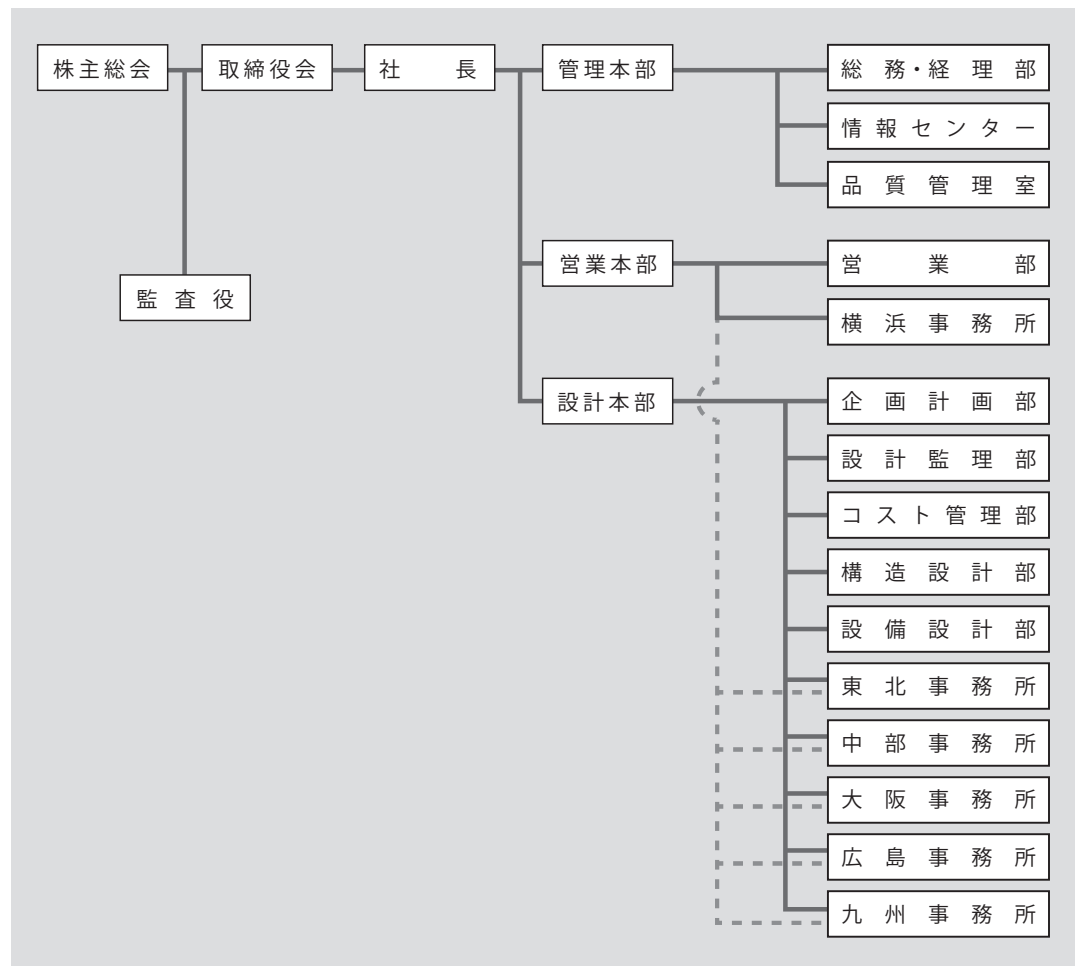 株主総会
取締役会
社長
管理本部
総務・経理部
情報センター
品質管理室
監査役
営業本部
営業部
横浜事務所
設計本部
企画計画部
設計監理部
コスト管理部
構造設計部
設備設計部
東北事務所
中部事務所
大阪事務所
広島事務所
九州事務所